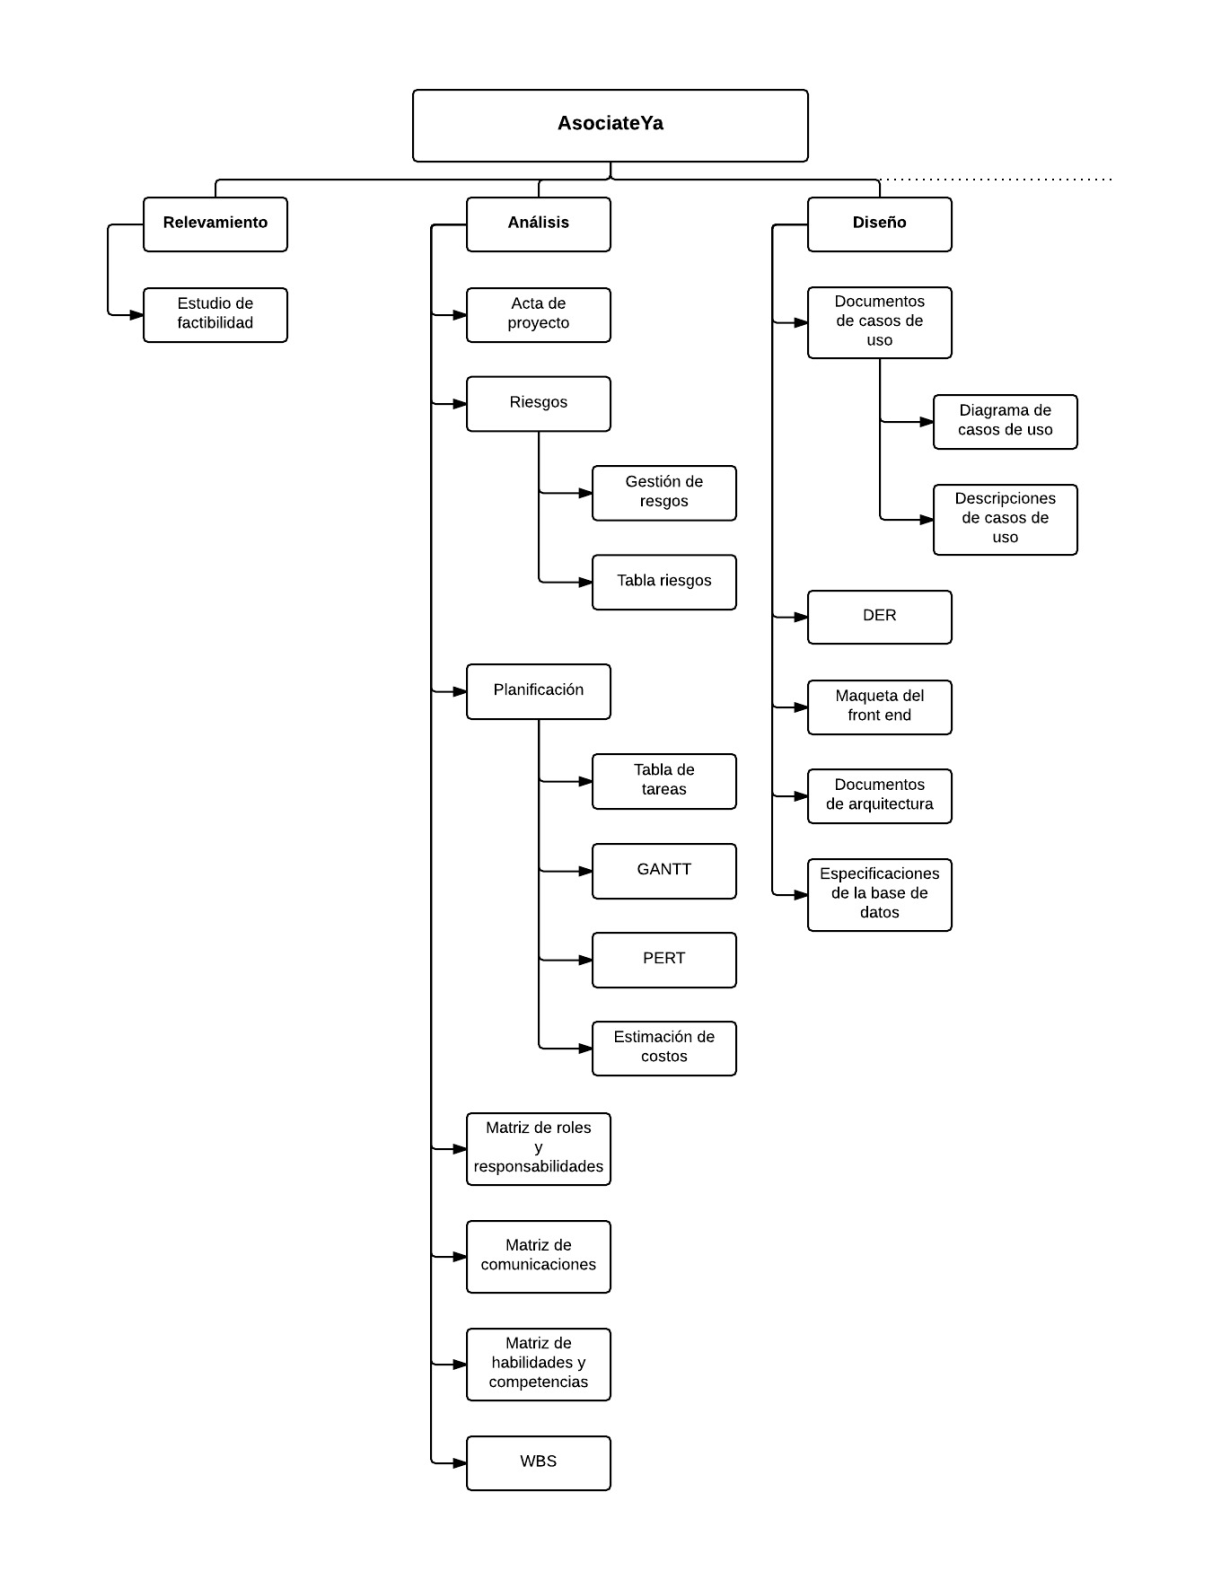 AsociateYa
Relevamiento
Estudio de
factibilidad
Análisis
Acta de
proyecto
Riesgos
Gestión de
resgos
Tabla riesgos
Planificación
Tabla de
tareas
GANTT
PERT
Estimación de
costos
Matriz de roles
y
responsabilidades
Matriz de
comunicaciones
Matriz de
habilidades y
competencias
WBS
Diseño
Documentos
de casos de
uso
Diagrama de
casos de uso
Descripciones
de casos de
uso
DER
Maqueta del
front end
Documentos
de arquitectura
Especificaciones
de la base de
datos